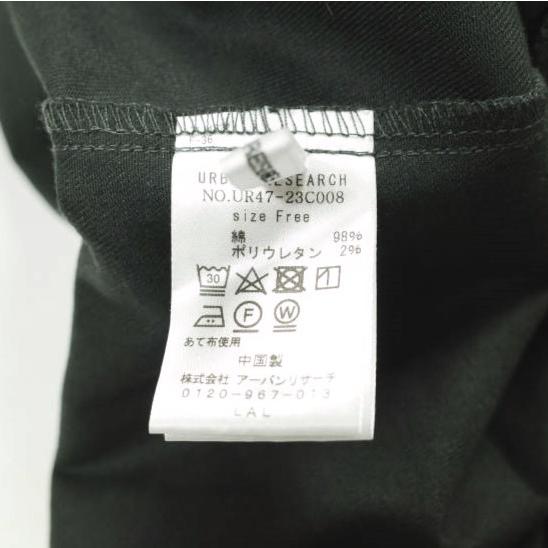 F-36
URB ESEARCH
NO.UR47-23C008
size Free
綿 98%
ポリウレタン 2%
30
F W
あて布使用
中国製
株式会社 アーバンリサーチ
0120-967-013
LAL